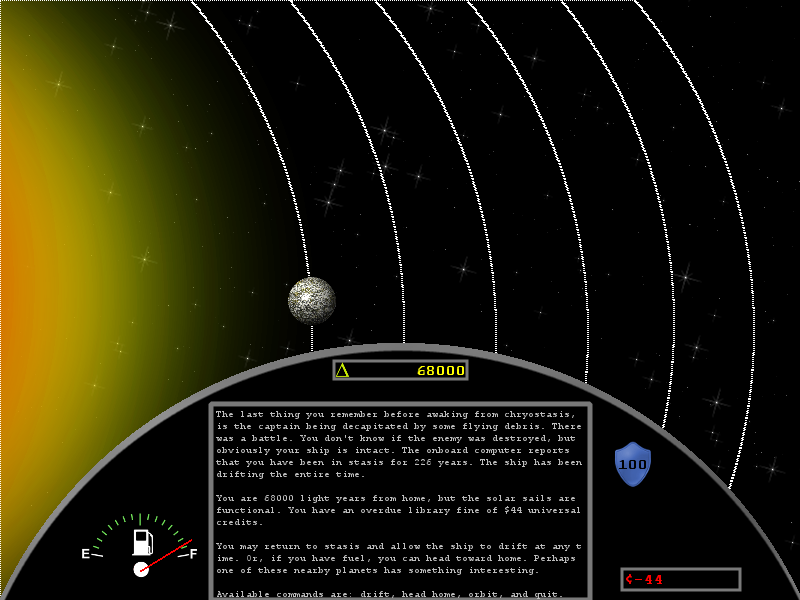 Δ 68000
The last thing you remember before awaking from chryostasis,
is the captain being decapitated by some flying debris. There
was a battle. You don't know if the enemy was destroyed, but
obviously your ship is intact. The onboard computer reports
that you have been in stasis for 226 years. The ship has been
drifting the entire time.
You are 68000 light years from home, but the solar sails are
functional. You have an overdue library fine of $44 universal
credits.
You may return to stasis and allow the ship to drift at any t
ime. Or, if you have fuel, you can head toward home. Perhaps
one of these nearby planets has something interesting.
Available commands are: drift, head home, orbit, and quit.
100
E F
¢-44